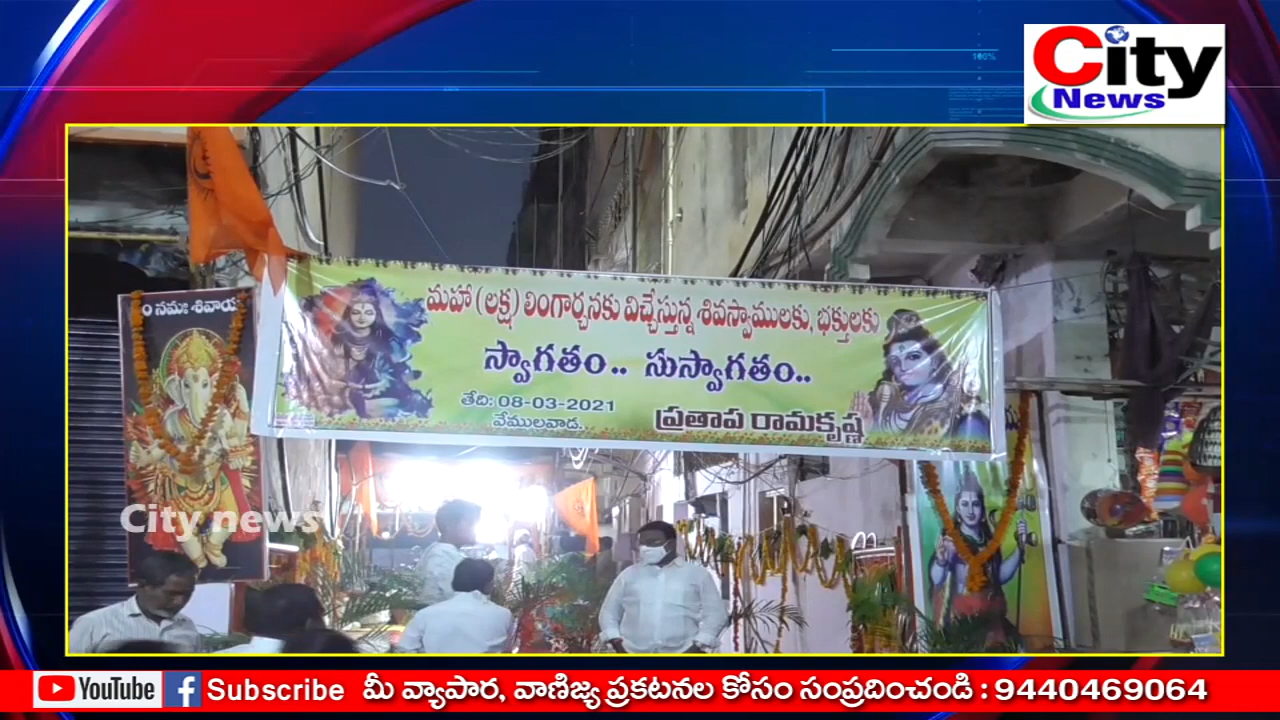 100%
City
News
మహా (లక్ష) లింగార్చనకు విచ్చేస్తున్న శివస్వాములకు, భక్తులకు
స్వాగతం.. సుస్వాగతం..
తేది: 08-03-2021
వేములవాడ..
ప్రతాప రామకృష్ణ
ఓం నమః శివాయ
City news
YouTube f Subscribe మీ వ్యాపార, వాణిజ్య ప్రకటనల కోసం సంప్రదించండి : 9440469064